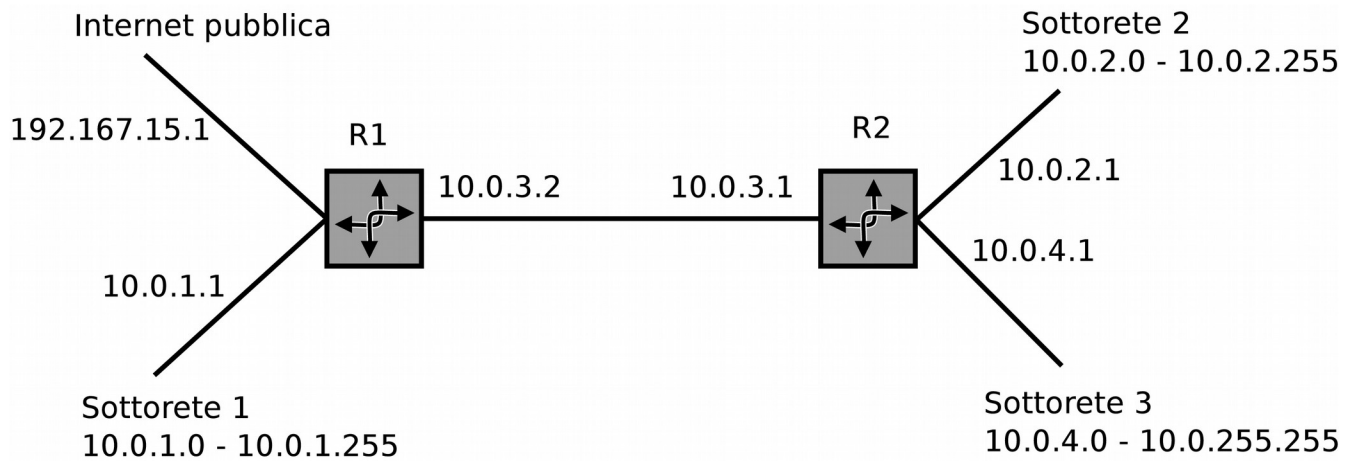 Internet pubblica
192.167.15.1
R1
10.0.3.2
10.0.1.1
Sottorete 1
10.0.1.0 - 10.0.1.255
10.0.3.1
R2
Sottorete 2
10.0.2.0 - 10.0.2.255
10.0.2.1
10.0.4.1
Sottorete 3
10.0.4.0 - 10.0.255.255